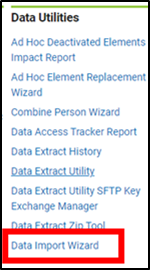 Data Utilities
Ad Hoc Deactivated Elements
Impact Report
Ad Hoc Element Replacement
Wizard
Combine Person Wizard
Data Access Tracker Report
Data Extract History
Data Extract Utility
Data Extract Utility SFTP Key
Exchange Manager
Data Extract Zip Tool
Data Import Wizard